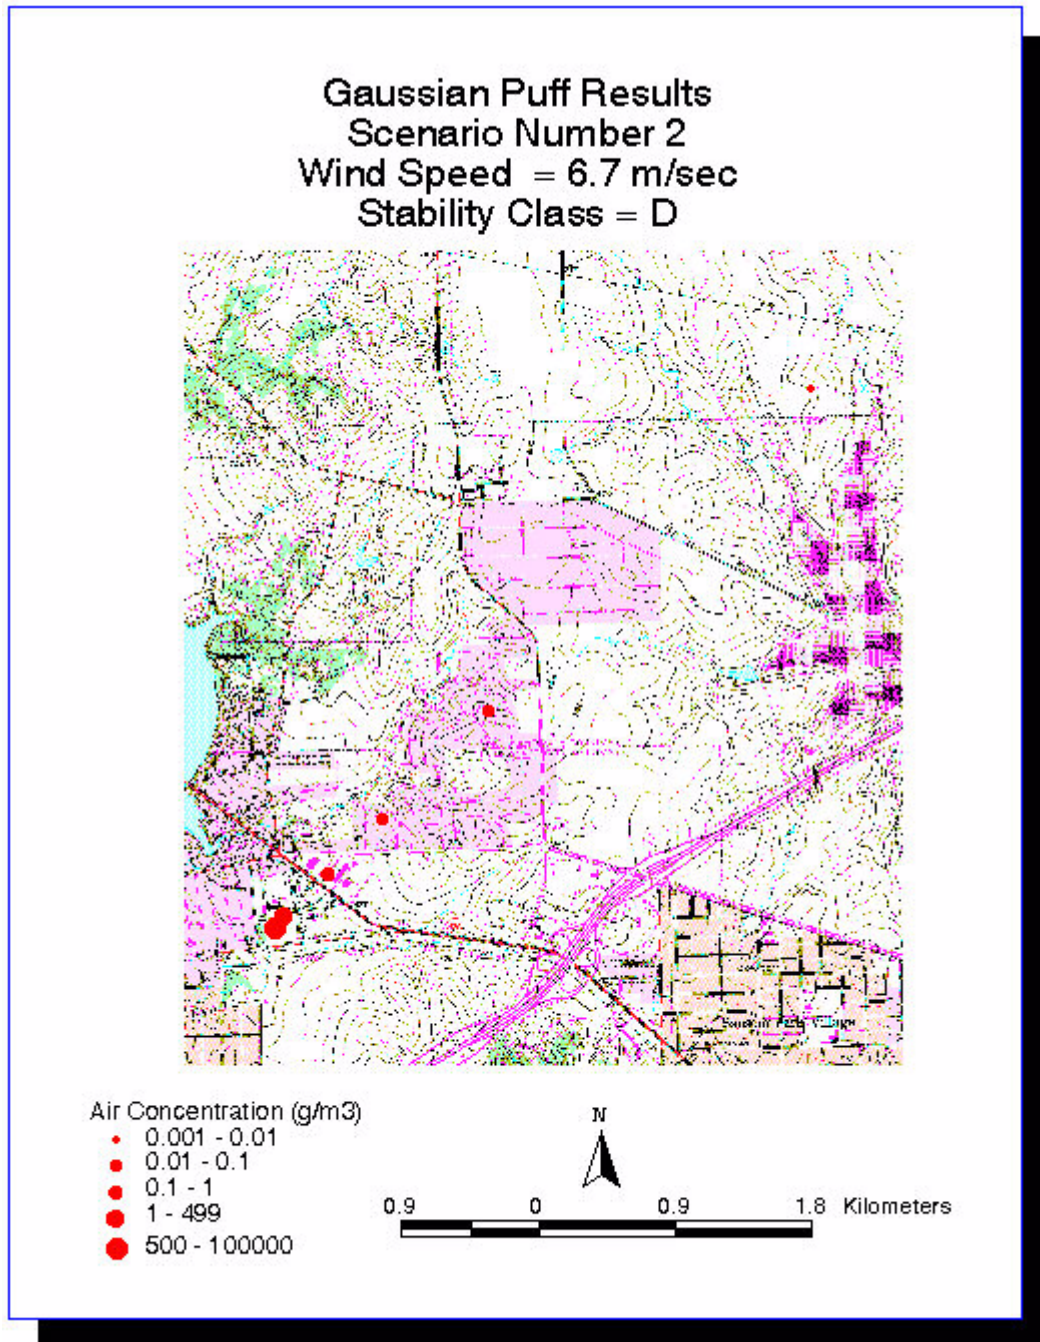 Gaussian Puff Results
Scenario Number 2
Wind Speed = 6.7 m/sec
Stability Class = D
Air Concentration (g/m3)
0.001 - 0.01
0.01 - 0.1
0.1 - 1
1 - 499
500 - 100000
N
0.9 0 0.9 1.8 Kilometers